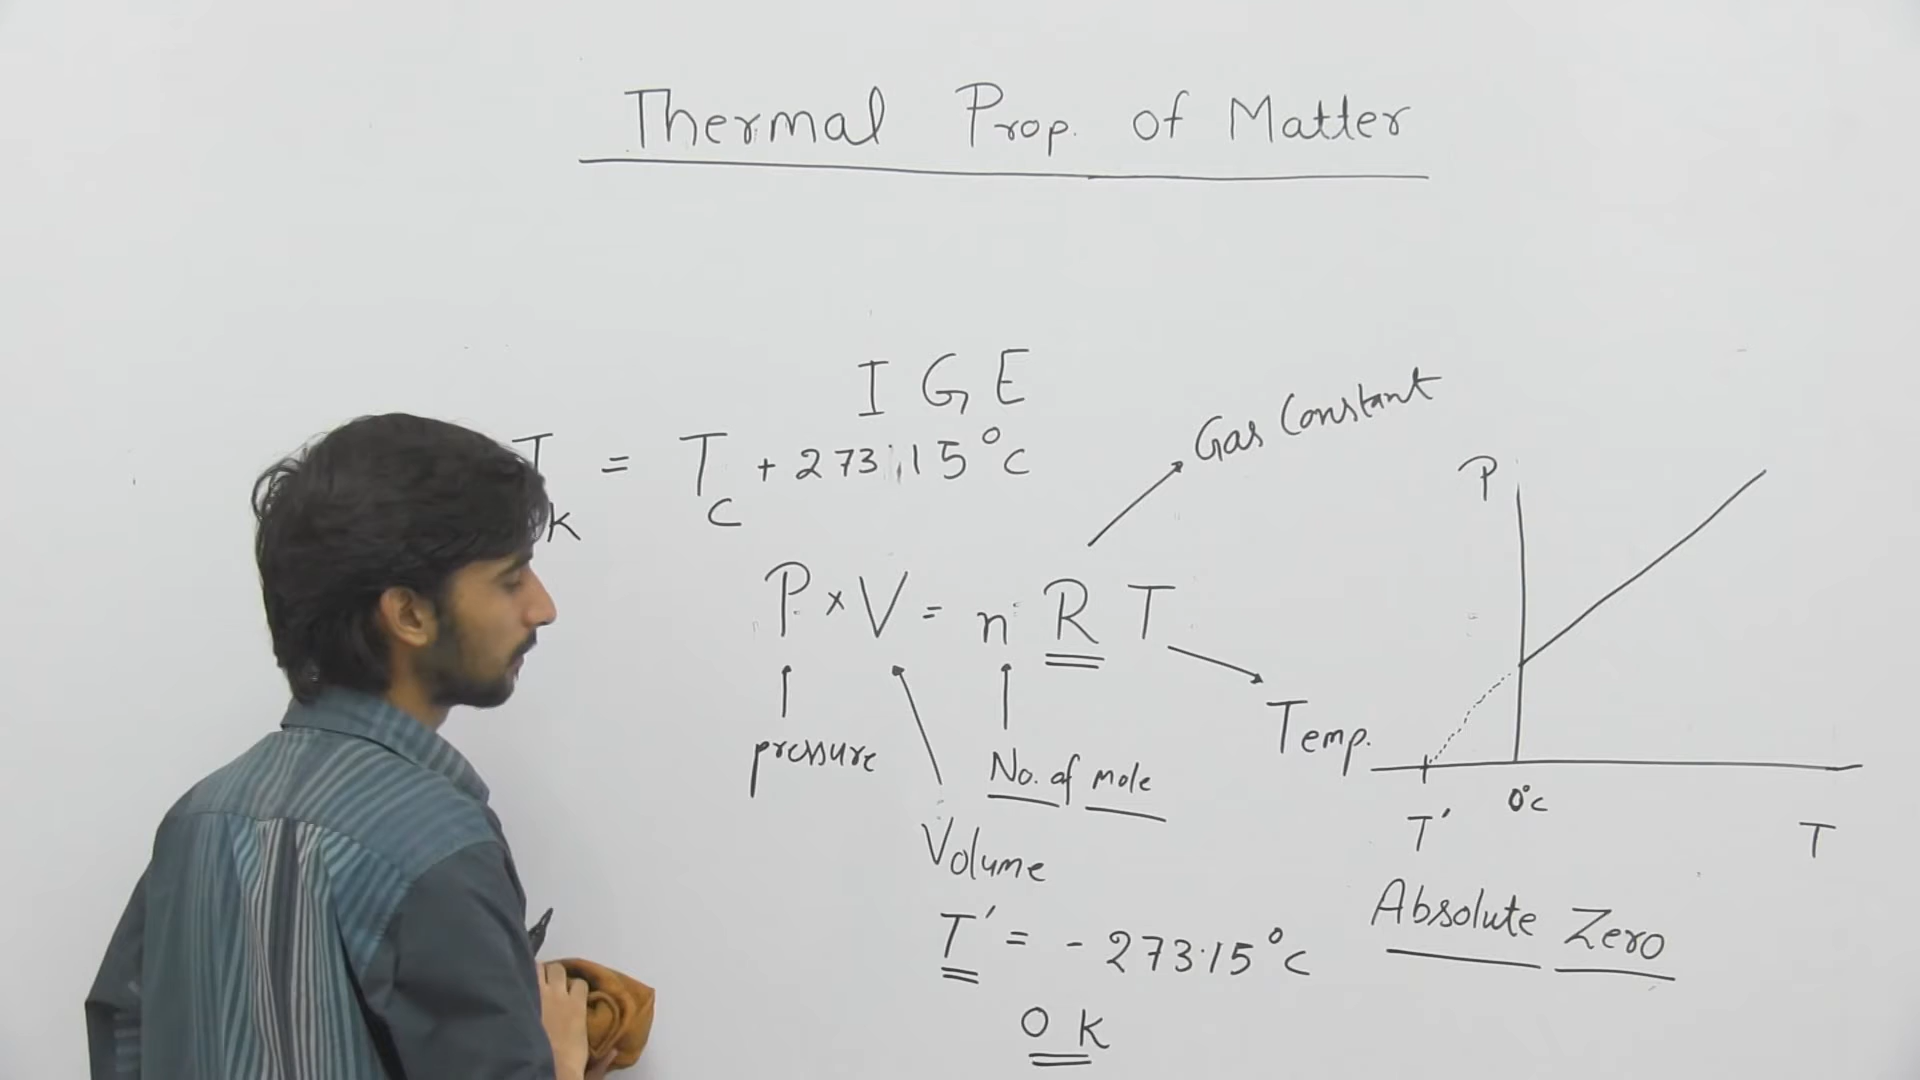 Thermal Prop. of Matter
I G E
T K = T C + 273.15°C
Gas Constant
P × V = n R T
pressure
Volume
No. of mole
Temp.
P
T'
0°C
T
Absolute Zero
T' = - 273.15°C
0 K